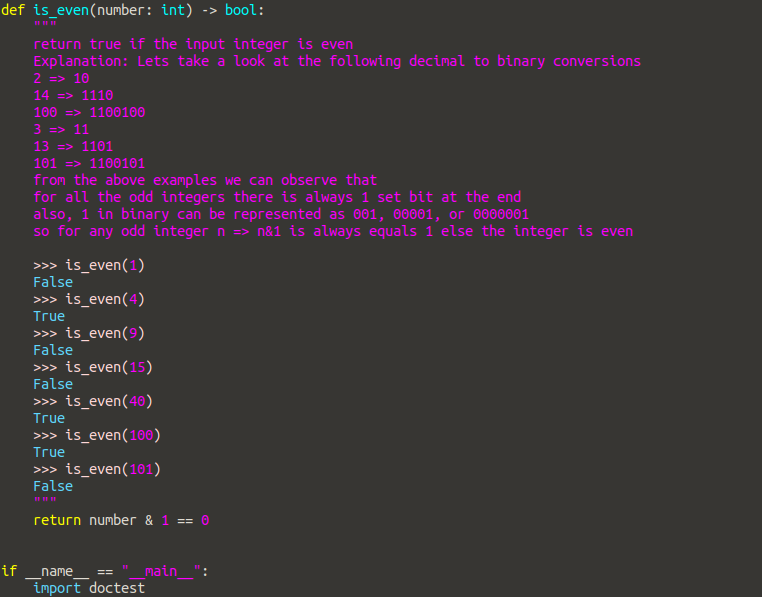 def is_even(number: int) -> bool:
    """
    return true if the input integer is even
    Explanation: Lets take a look at the following decimal to binary conversions
    2 => 10
    14 => 1110
    100 => 1100100
    3 => 11
    13 => 1101
    101 => 1100101
    from the above examples we can observe that
    for all the odd integers there is always 1 set bit at the end
    also, 1 in binary can be represented as 001, 00001, or 0000001
    so for any odd integer n => n&1 is always equals 1 else the integer is even

    >>> is_even(1)
    False
    >>> is_even(4)
    True
    >>> is_even(9)
    False
    >>> is_even(15)
    False
    >>> is_even(40)
    True
    >>> is_even(100)
    True
    >>> is_even(101)
    False
    """
    return number & 1 == 0


if __name__ == "__main__":
    import doctest